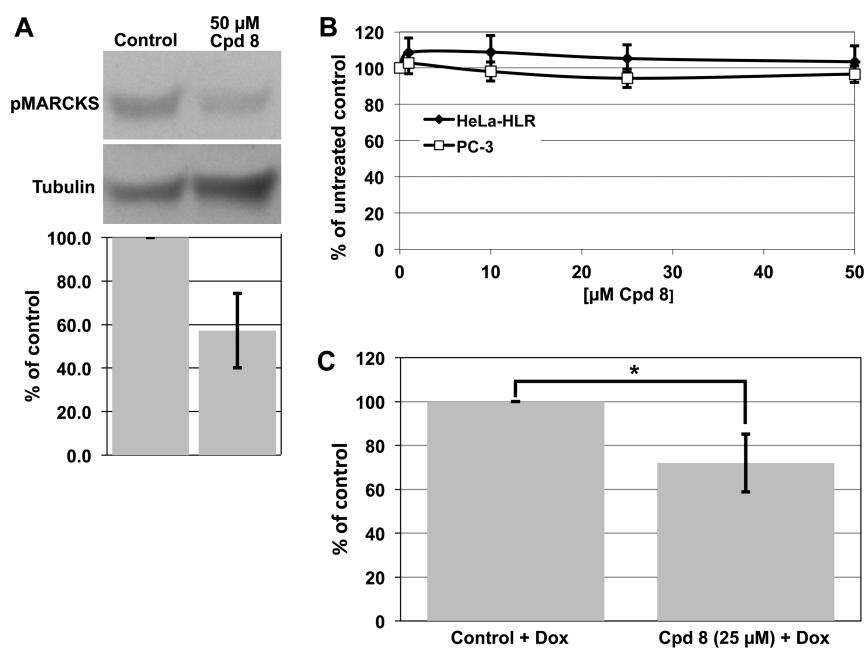 A
Control
50 µM
Cpd 8
pMARCKS
Tubulin
100.0
80.0
60.0
40.0
20.0
0.0
% of control
B
120
100
80
60
40
20
0
% of untreated control
HeLa-HLR
PC-3
0 10 20 30 40 50
[µM Cpd 8]
C
120
100
80
60
40
20
0
% of control
*
Control + Dox
Cpd 8 (25 µM) + Dox